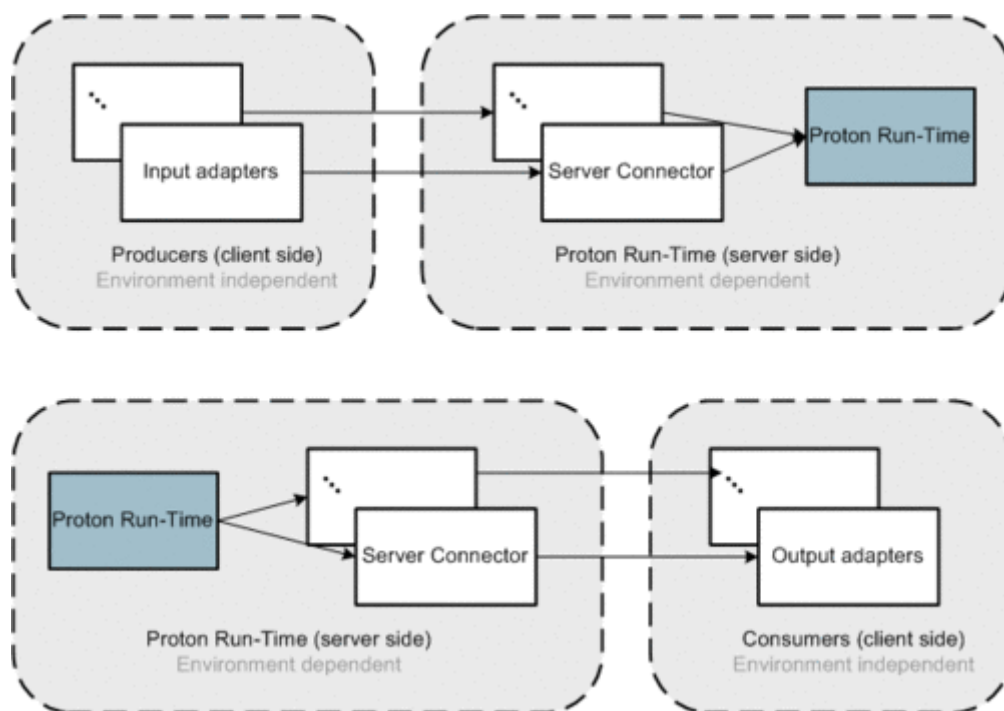 Proton Run-Time
Input adapters
Server Connector
Producers (client side)
Environment independent
Proton Run-Time (server side)
Environment dependent
Proton Run-Time
Server Connector
Output adapters
Proton Run-Time (server side)
Environment dependent
Consumers (client side)
Environment independent